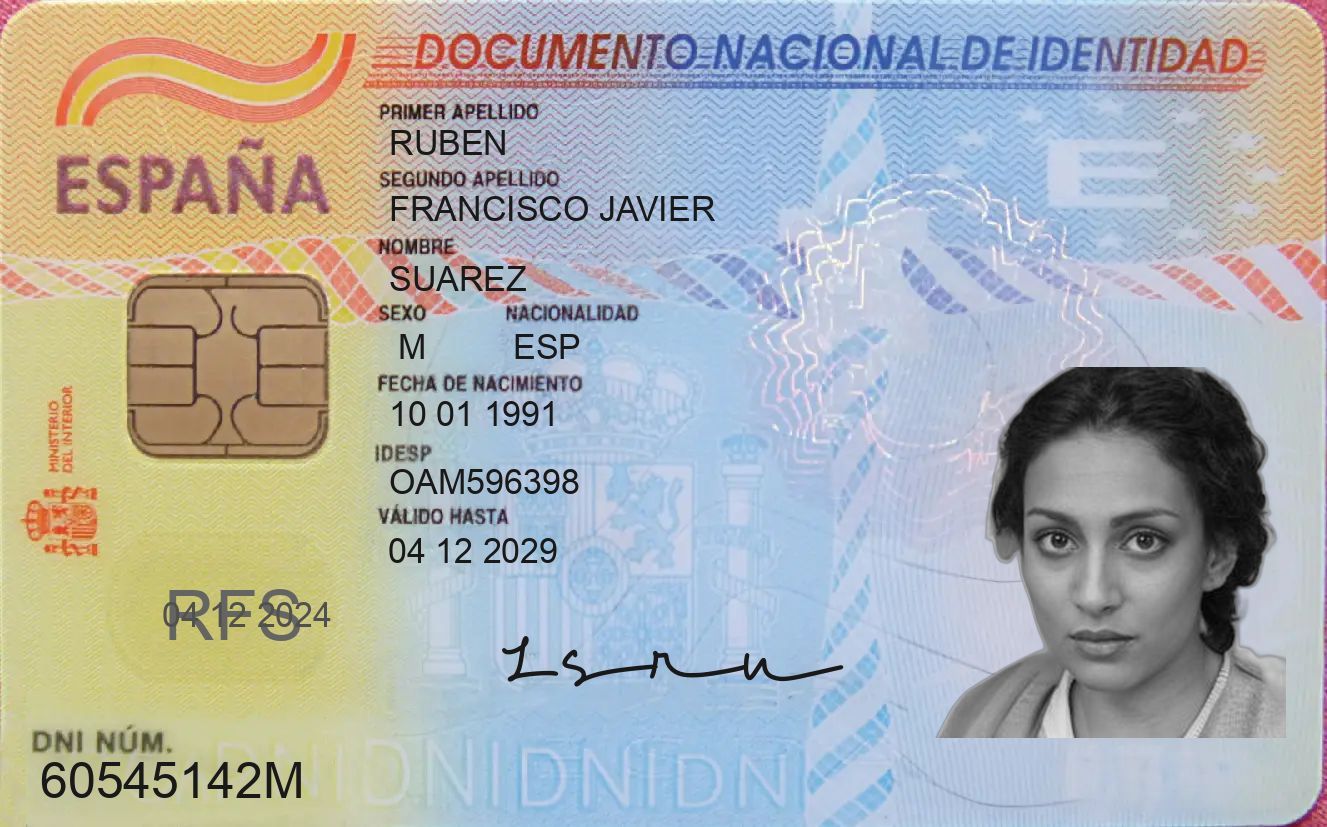 DOCUMENTO NACIONAL DE IDENTIDAD
ESPAÑA
PRIMER APELLIDO
RUBEN
SEGUNDO APELLIDO
FRANCISCO JAVIER
NOMBRE
SUAREZ
SEXO NACIONALIDAD
M ESP
FECHA DE NACIMIENTO
10 01 1991
IDESP
OAM596398
VÁLIDO HASTA
04 12 2029
MINISTERIO
DEL INTERIOR
RFS
04 12 2024
DNI NÚM.
60545142M
E
DNIDNIDNIDNI